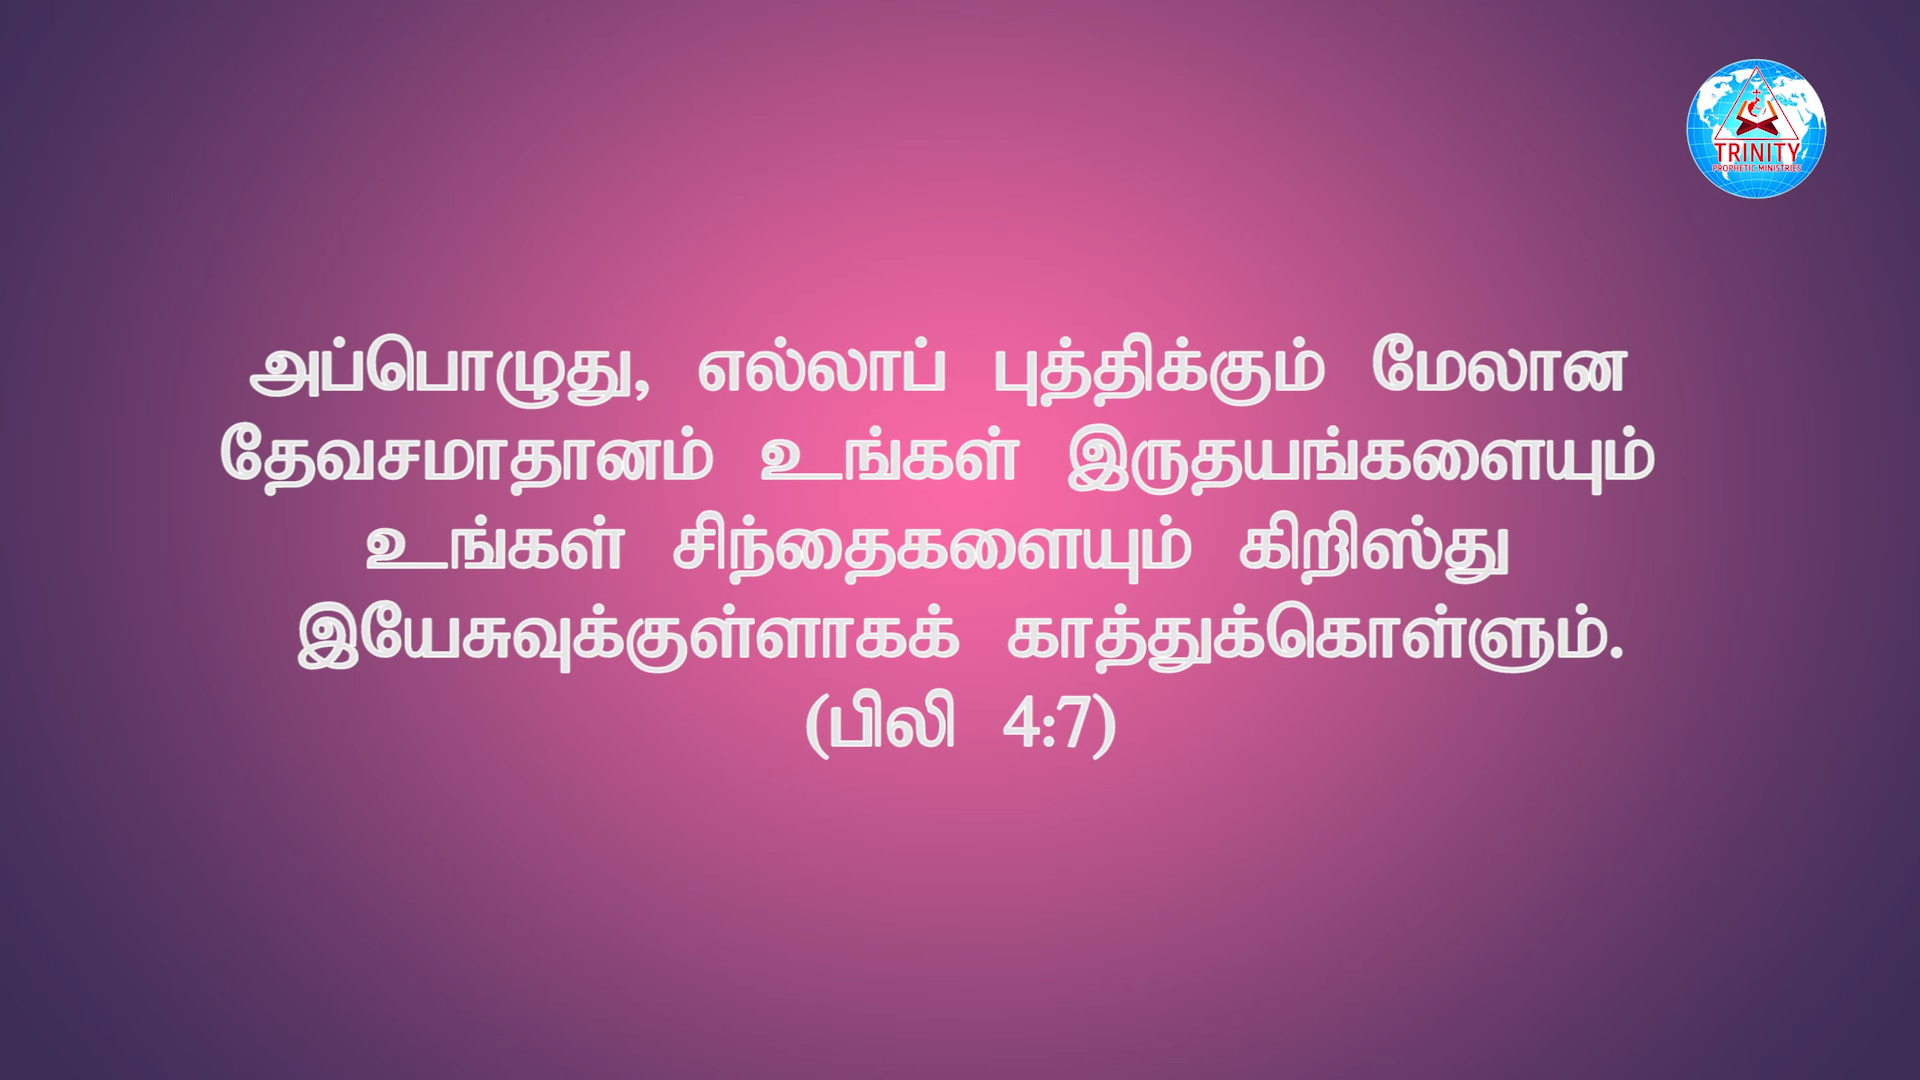 TRINITY
PROPHETIC MINISTRIES
அப்பொழுது, எல்லாப் புத்திக்கும் மேலான
தேவசமாதானம் உங்கள் இருதயங்களையும்
உங்கள் சிந்தைகளையும் கிறிஸ்து
இயேசுவுக்குள்ளாகக் காத்துக்கொள்ளும்.
(பிலி 4:7)